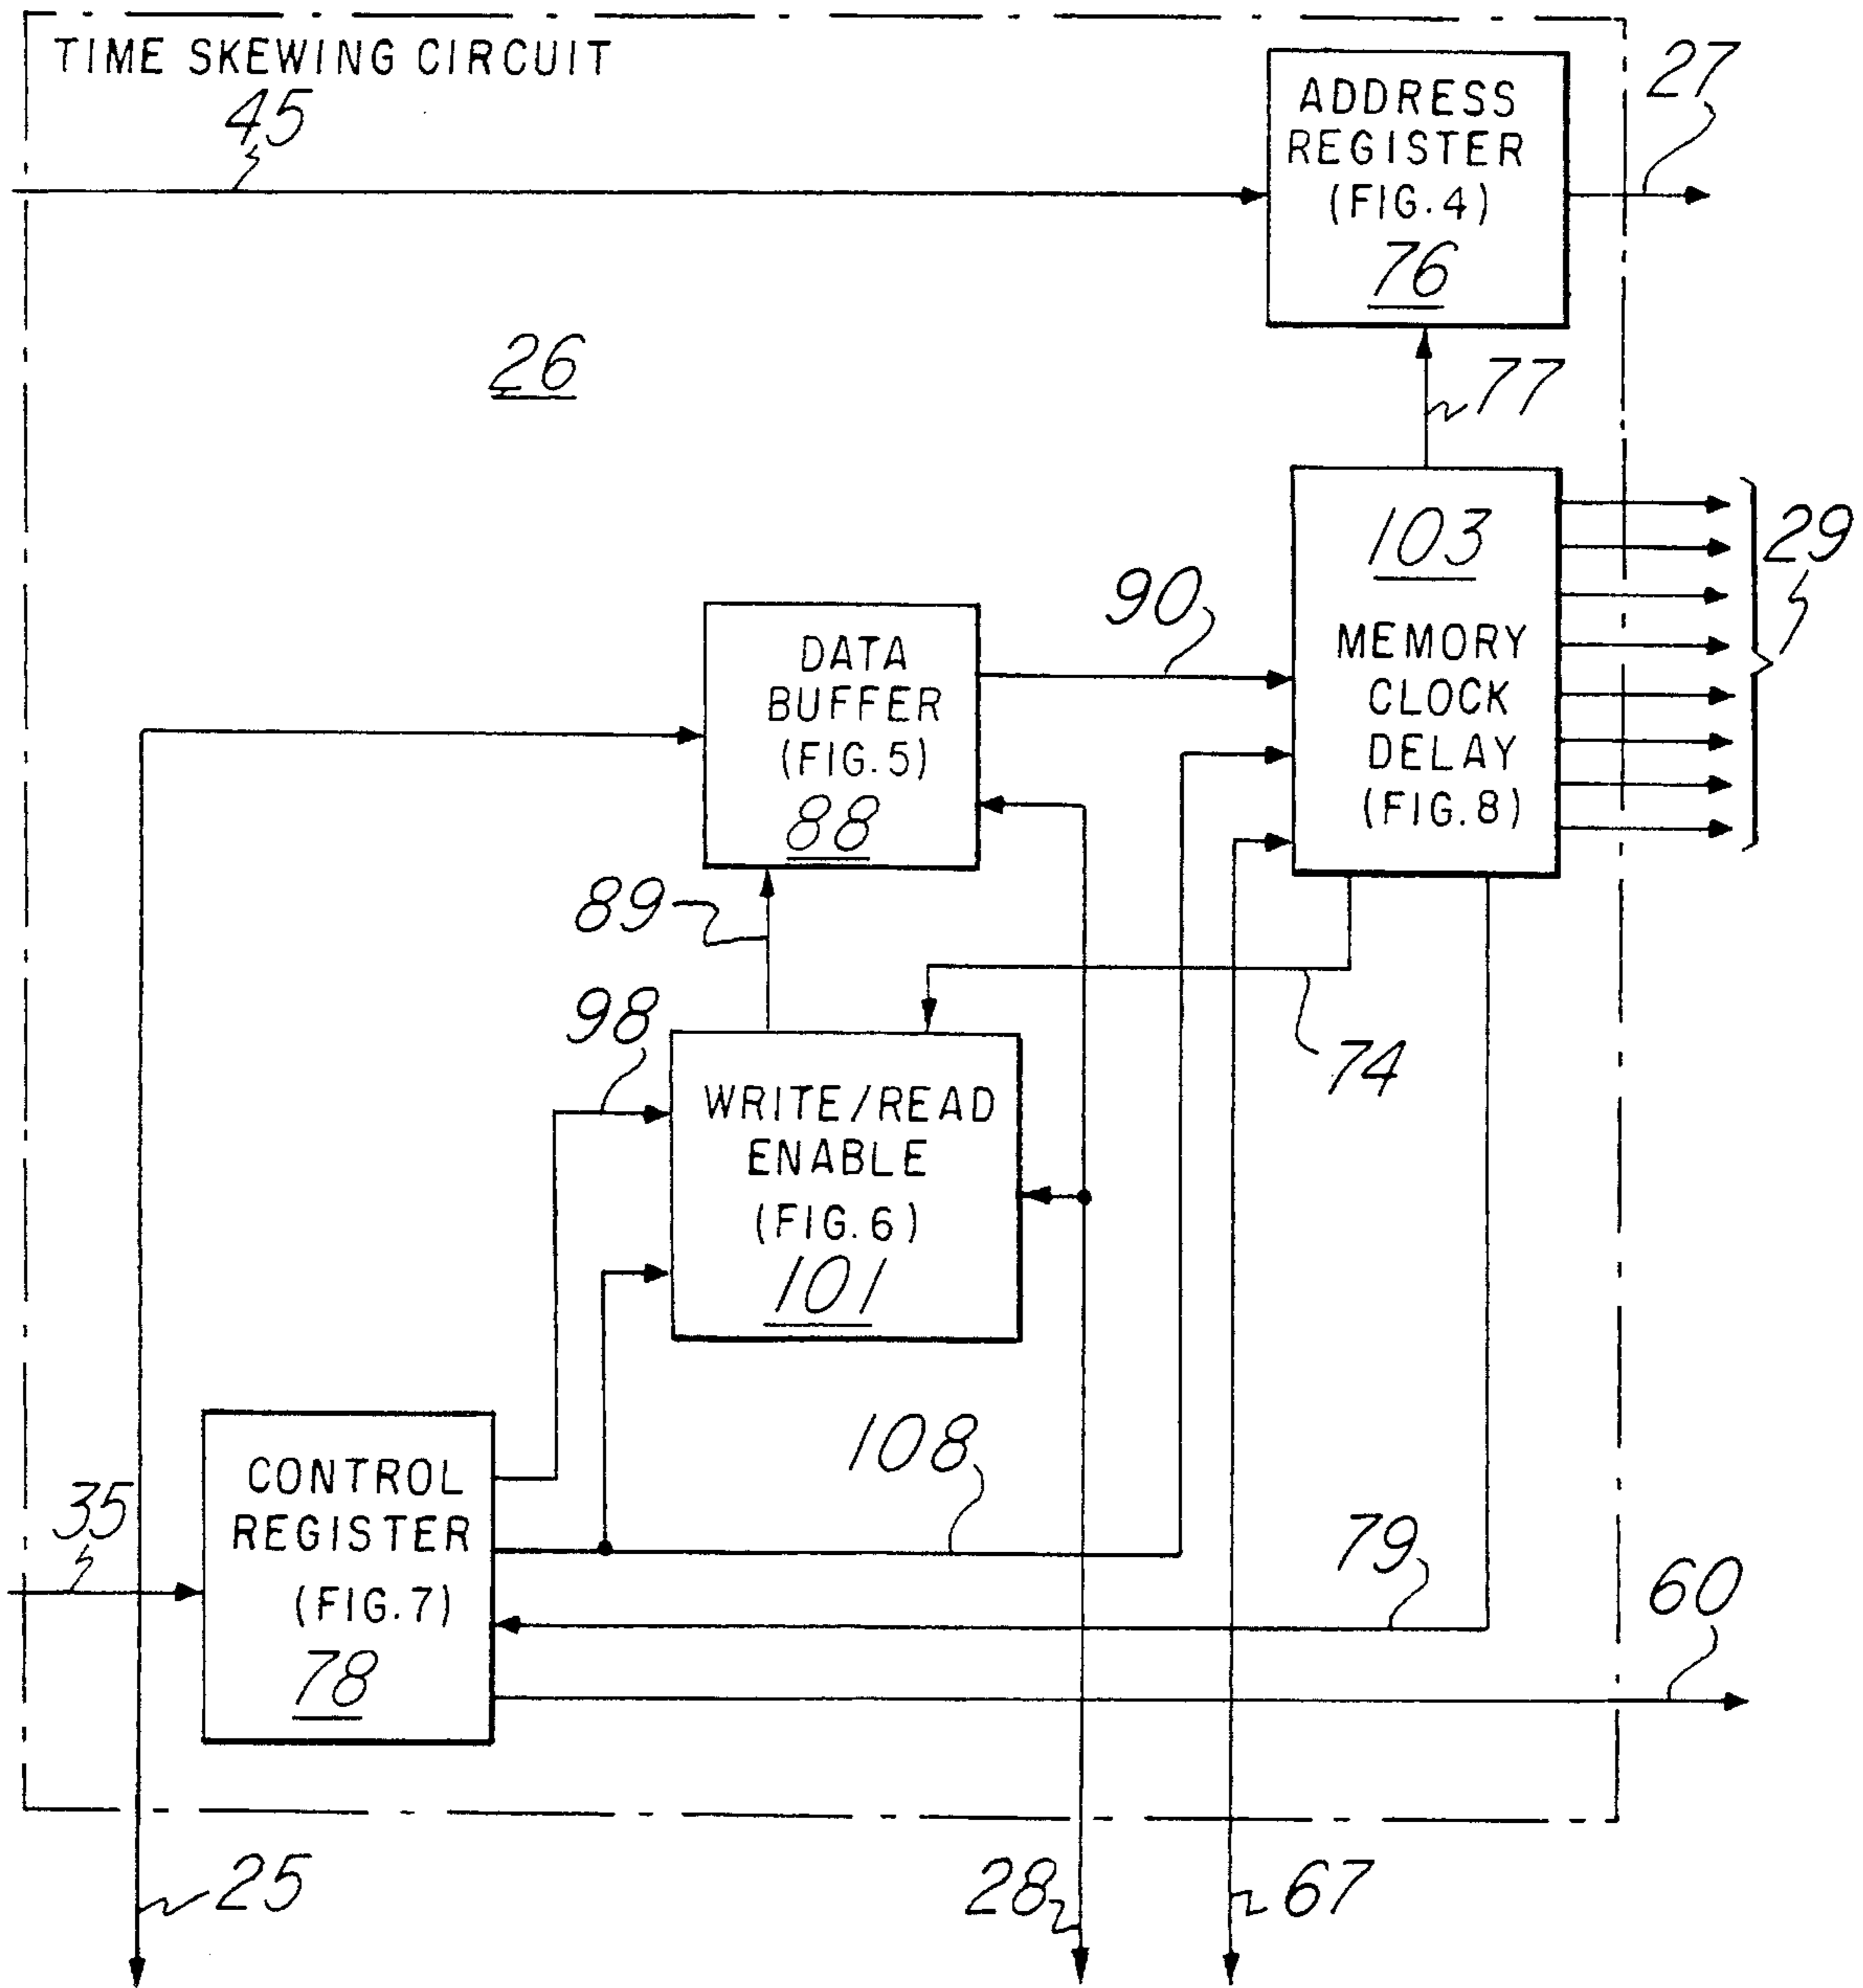 TIME SKEWING CIRCUIT
45
ADDRESS
REGISTER
(FIG.4)
76
27
26
77
103
MEMORY
CLOCK
DELAY
(FIG.8)
29
90
DATA
BUFFER
(FIG.5)
88
89
98
74
WRITE/READ
ENABLE
(FIG.6)
101
108
35
CONTROL
REGISTER
(FIG.7)
78
79
60
25
28
67